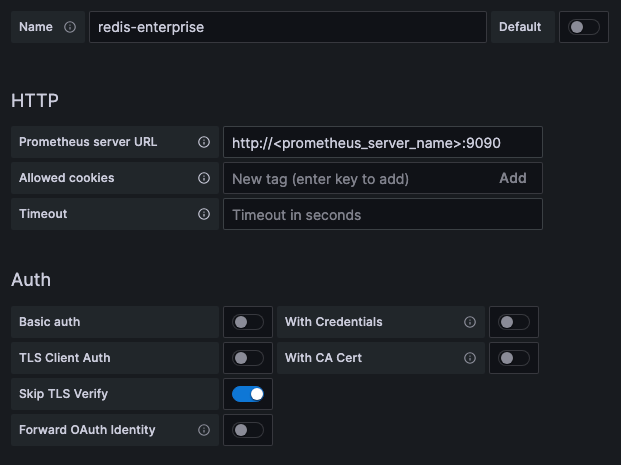 Name redis-enterprise Default
HTTP
Prometheus server URL http://<prometheus_server_name>:9090
Allowed cookies New tag (enter key to add) Add
Timeout Timeout in seconds
Auth
Basic auth With Credentials
TLS Client Auth With CA Cert
Skip TLS Verify
Forward OAuth Identity